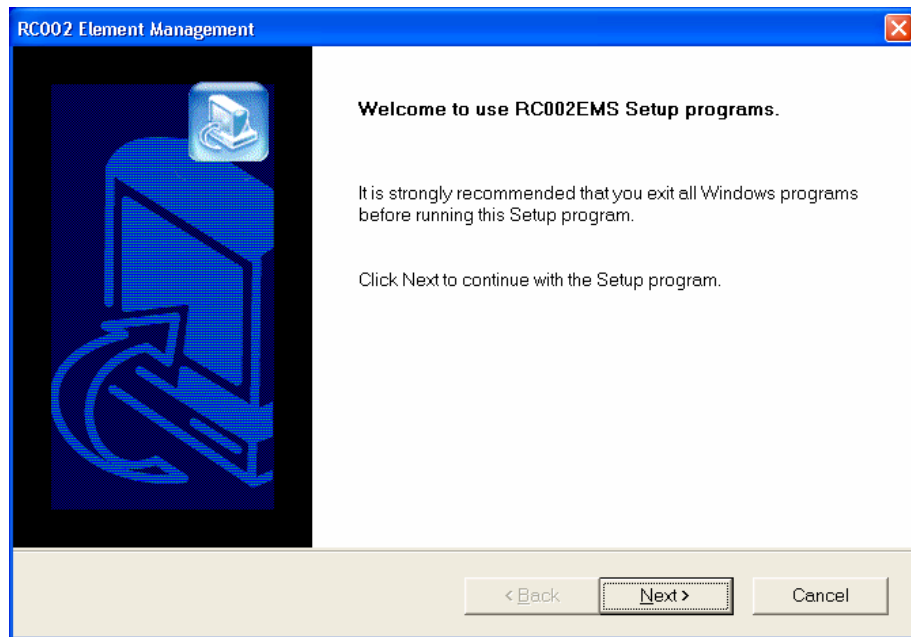 RC002 Element Management
Welcome to use RC002EMS Setup programs.
It is strongly recommended that you exit all Windows programs
before running this Setup program.
Click Next to continue with the Setup program.
< Back
Next >
Cancel